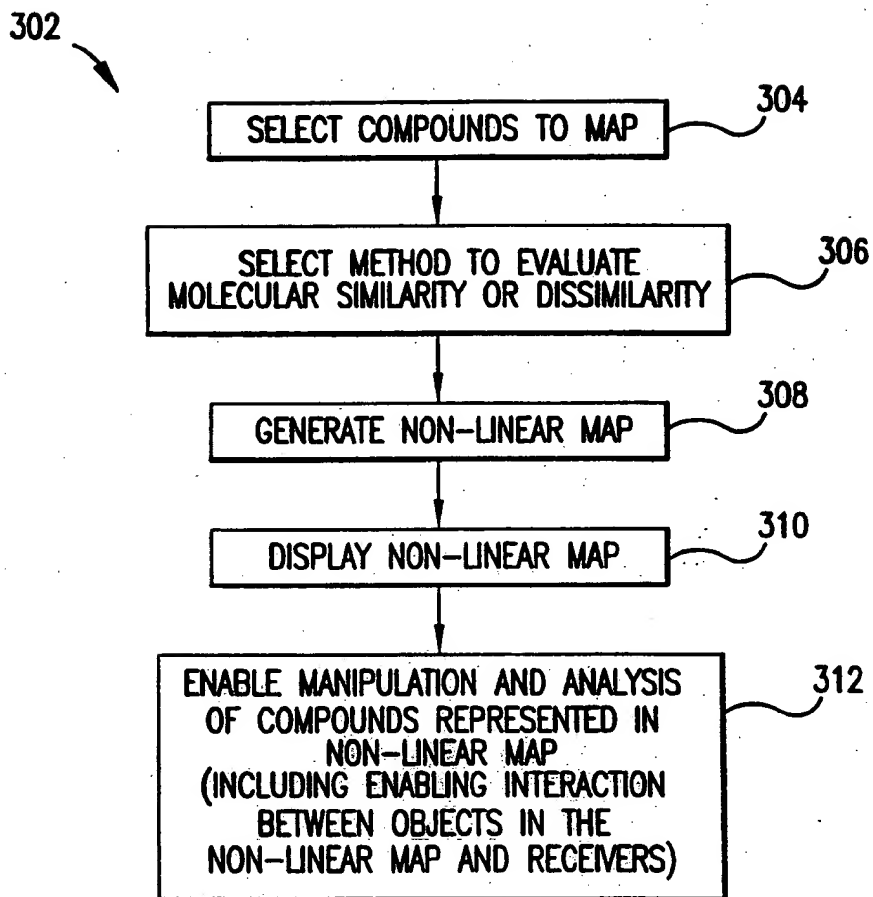 302
SELECT COMPOUNDS TO MAP
304
SELECT METHOD TO EVALUATE
MOLECULAR SIMILARITY OR DISSIMILARITY
306
GENERATE NON-LINEAR MAP
308
DISPLAY NON-LINEAR MAP
310
ENABLE MANIPULATION AND ANALYSIS
OF COMPOUNDS REPRESENTED IN
NON-LINEAR MAP
(INCLUDING ENABLING INTERACTION
BETWEEN OBJECTS IN THE
NON-LINEAR MAP AND RECEIVERS)
312